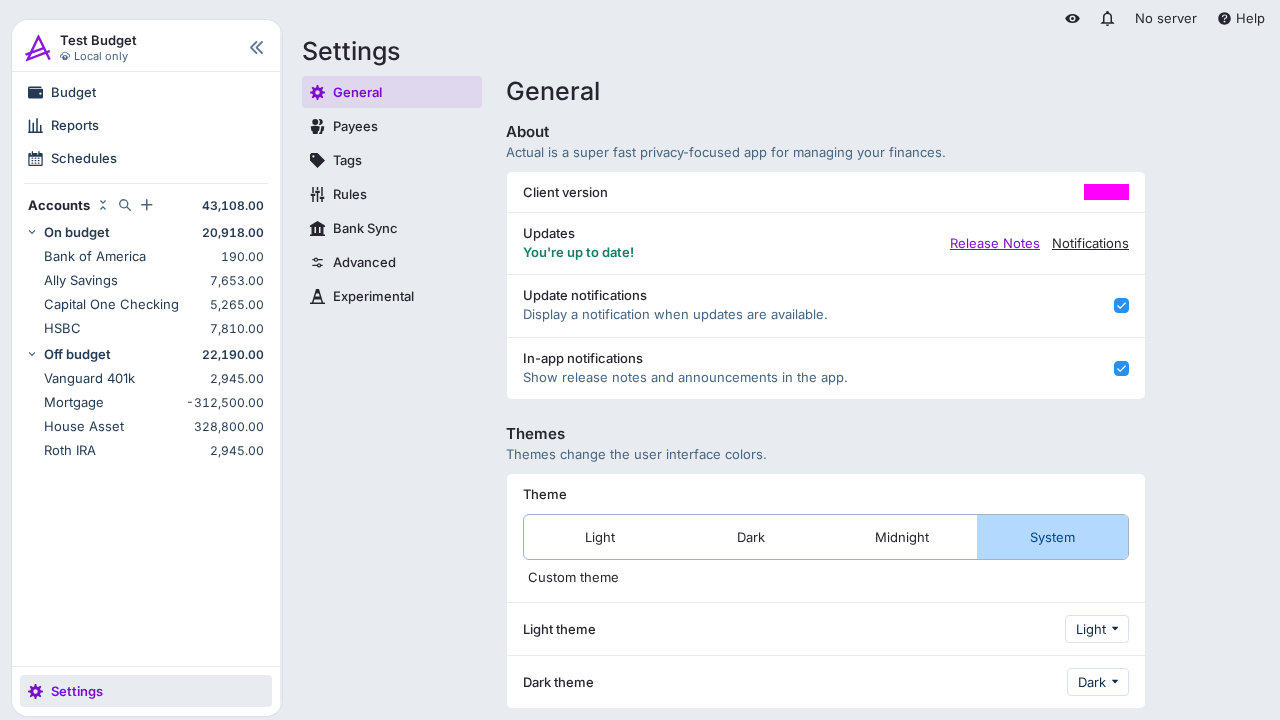 No server
Help
Test Budget
Local only
Budget
Reports
Schedules
Accounts 43,108.00
On budget 20,918.00
Bank of America 190.00
Ally Savings 7,653.00
Capital One Checking 5,265.00
HSBC 7,810.00
Off budget 22,190.00
Vanguard 401k 2,945.00
Mortgage -312,500.00
House Asset 328,800.00
Roth IRA 2,945.00
Settings
Settings
General
Payees
Tags
Rules
Bank Sync
Advanced
Experimental
General
About
Actual is a super fast privacy-focused app for managing your finances.
Client version
Updates
You're up to date!
Release Notes Notifications
Update notifications
Display a notification when updates are available.
In-app notifications
Show release notes and announcements in the app.
Themes
Themes change the user interface colors.
Theme
Light Dark Midnight System
Custom theme
Light theme Light
Dark theme Dark